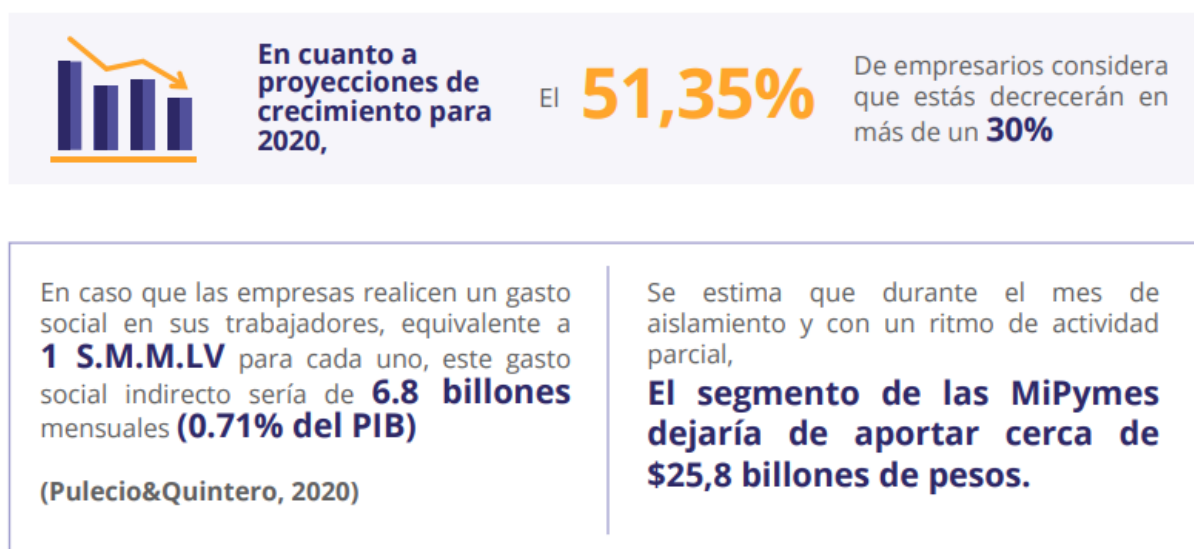 En cuanto a
proyecciones de
crecimiento para
2020,
El 51,35%
De empresarios considera
que estás decrecerán en
más de un 30%
En caso que las empresas realicen un gasto
social en sus trabajadores, equivalente a
1 S.M.M.LV para cada uno, este gasto
social indirecto sería de 6.8 billones
mensuales (0.71% del PIB)
(Pulecio&Quintero, 2020)
Se estima que durante el mes de
aislamiento y con un ritmo de actividad
parcial,
El segmento de las MiPymes
dejaría de aportar cerca de
$25,8 billones de pesos.